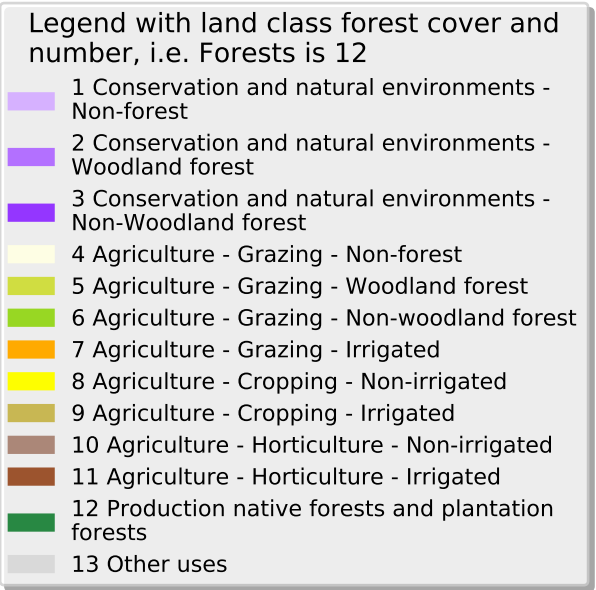 Legend with land class forest cover and
number, i.e. Forests is 12
1 Conservation and natural environments -
Non-forest
2 Conservation and natural environments -
Woodland forest
3 Conservation and natural environments -
Non-Woodland forest
4 Agriculture - Grazing - Non-forest
5 Agriculture - Grazing - Woodland forest
6 Agriculture - Grazing - Non-woodland forest
7 Agriculture - Grazing - Irrigated
8 Agriculture - Cropping - Non-irrigated
9 Agriculture - Cropping - Irrigated
10 Agriculture - Horticulture - Non-irrigated
11 Agriculture - Horticulture - Irrigated
12 Production native forests and plantation
forests
13 Other uses